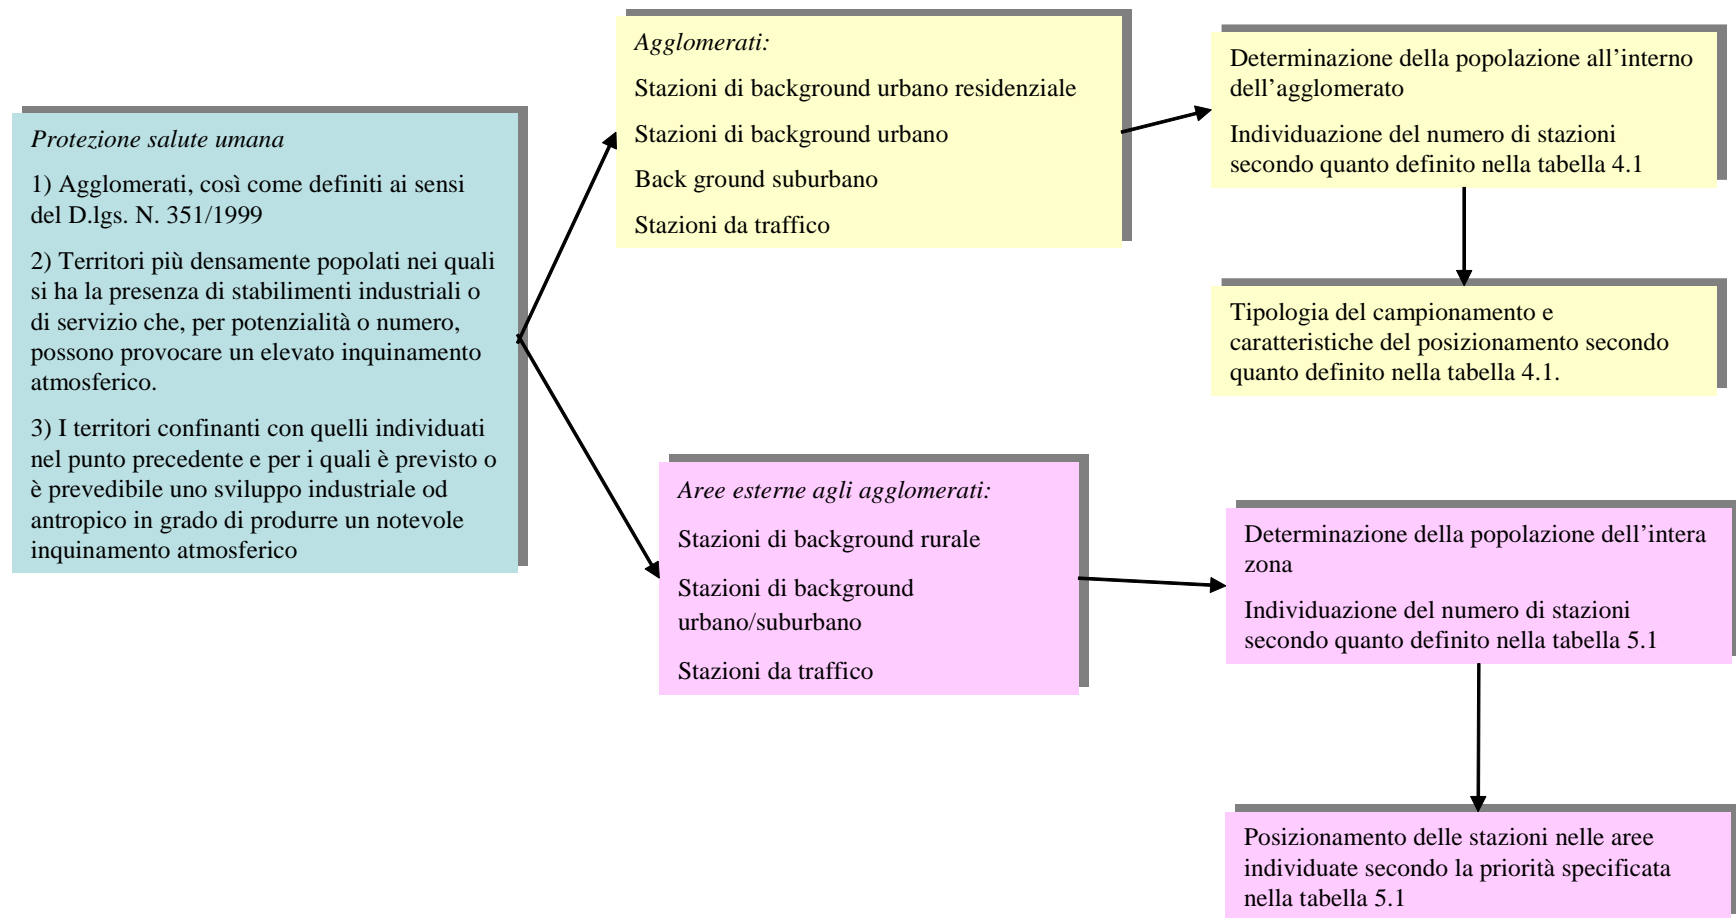 Protezione salute umana
1) Agglomerati, così come definiti ai sensi
del D.lgs. N. 351/1999
2) Territori più densamente popolati nei quali
si ha la presenza di stabilimenti industriali o
di servizio che, per potenzialità o numero,
possono provocare un elevato inquinamento
atmosferico.
3) I territori confinanti con quelli individuati
nel punto precedente e per i quali è previsto o
è prevedibile uno sviluppo industriale od
antropico in grado di produrre un notevole
inquinamento atmosferico
Agglomerati:
Stazioni di background urbano residenziale
Stazioni di background urbano
Back ground suburbano
Stazioni da traffico
Determinazione della popolazione all’interno
dell’agglomerato
Individuazione del numero di stazioni
secondo quanto definito nella tabella 4.1
Tipologia del campionamento e
caratteristiche del posizionamento secondo
quanto definito nella tabella 4.1.
Aree esterne agli agglomerati:
Stazioni di background rurale
Stazioni di background
urbano/suburbano
Stazioni da traffico
Determinazione della popolazione dell’intera
zona
Individuazione del numero di stazioni
secondo quanto definito nella tabella 5.1
Posizionamento delle stazioni nelle aree
individuate secondo la priorità specificata
nella tabella 5.1